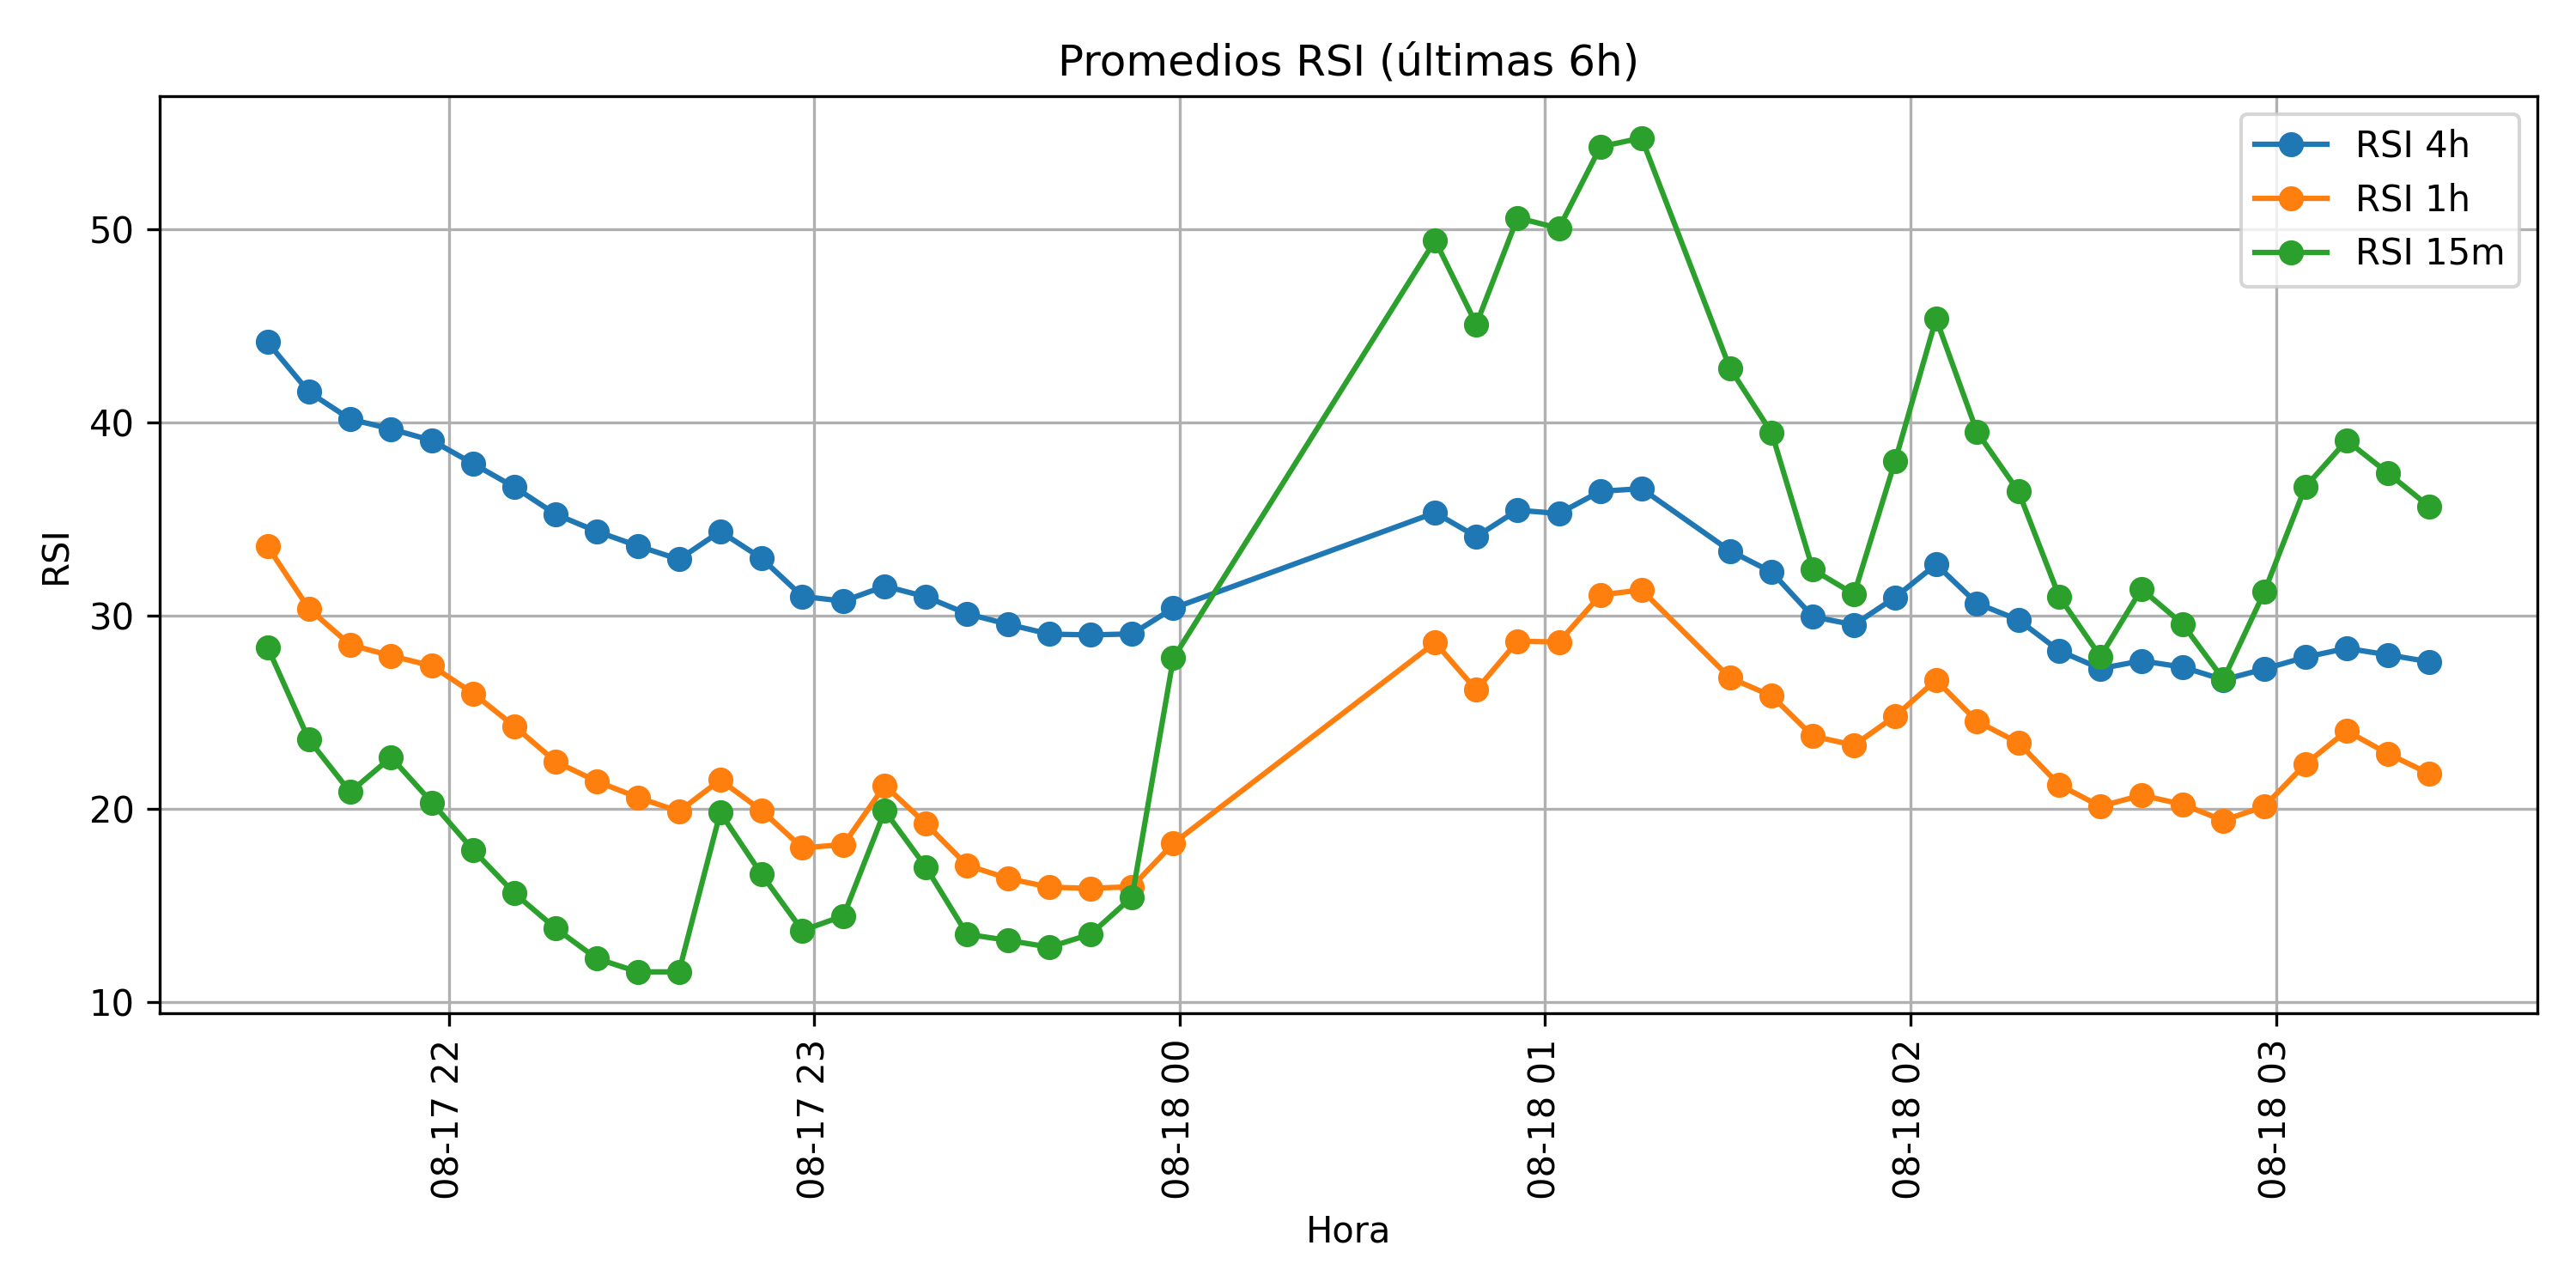 Promedios RSI (últimas 6h)
RSI 4h
RSI 1h
RSI 15m
50
40
30
20
10
RSI
08-17 22
08-17 23
08-18 00
08-18 01
08-18 02
08-18 03
Hora